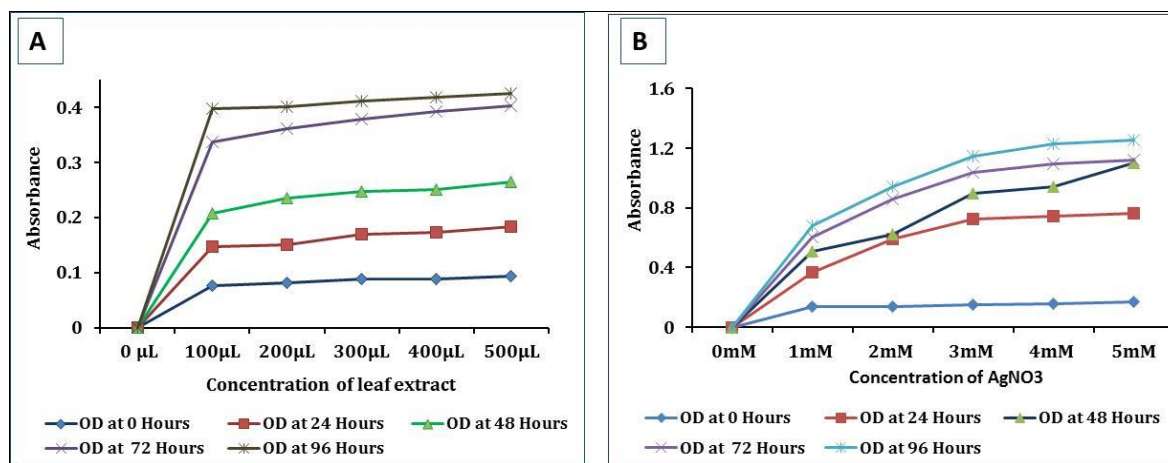 A
Absorbance
0.4
0.3
0.2
0.1
0
0 µL 100µL 200µL 300µL 400µL 500µL
Concentration of leaf extract
OD at 0 Hours OD at 24 Hours OD at 48 Hours
OD at 72 Hours OD at 96 Hours
B
Absorbance
1.6
1.2
0.8
0.4
0
0mM 1mM 2mM 3mM 4mM 5mM
Concentration of AgNO3
OD at 0 Hours OD at 24 Hours OD at 48 Hours
OD at 72 Hours OD at 96 Hours